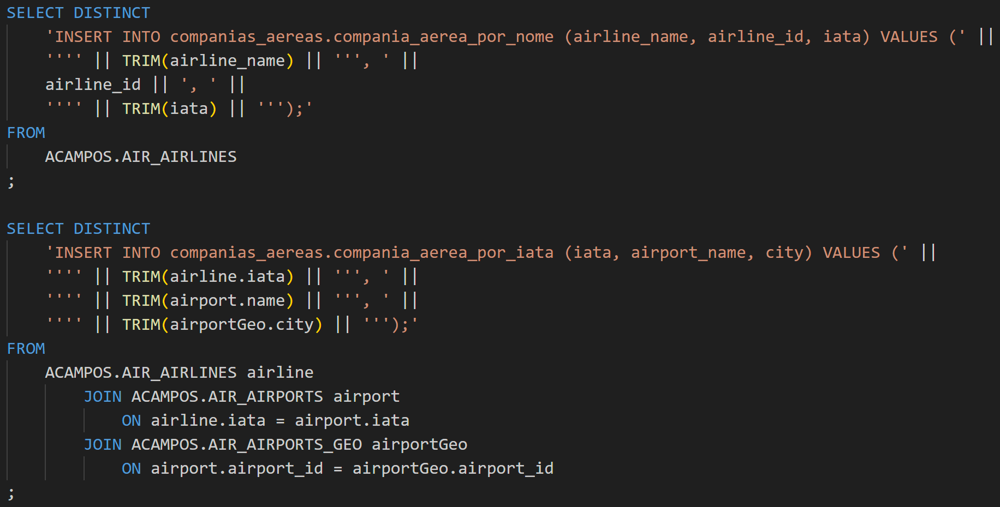 SELECT DISTINCT
    'INSERT INTO companias_aereas.compania_aerea_por_nome (airline_name, airline_id, iata) VALUES (' ||
    '''' || TRIM(airline_name) || ''', ' ||
    airline_id || ', ' ||
    '''' || TRIM(iata) || ''');'
FROM
    ACAMPOS.AIR_AIRLINES
;

SELECT DISTINCT
    'INSERT INTO companias_aereas.compania_aerea_por_iata (iata, airport_name, city) VALUES (' ||
    '''' || TRIM(airline.iata) || ''', ' ||
    '''' || TRIM(airport.name) || ''', ' ||
    '''' || TRIM(airportGeo.city) || ''');'
FROM
    ACAMPOS.AIR_AIRLINES airline
        JOIN ACAMPOS.AIR_AIRPORTS airport
            ON airline.iata = airport.iata
        JOIN ACAMPOS.AIR_AIRPORTS_GEO airportGeo
            ON airport.airport_id = airportGeo.airport_id
;